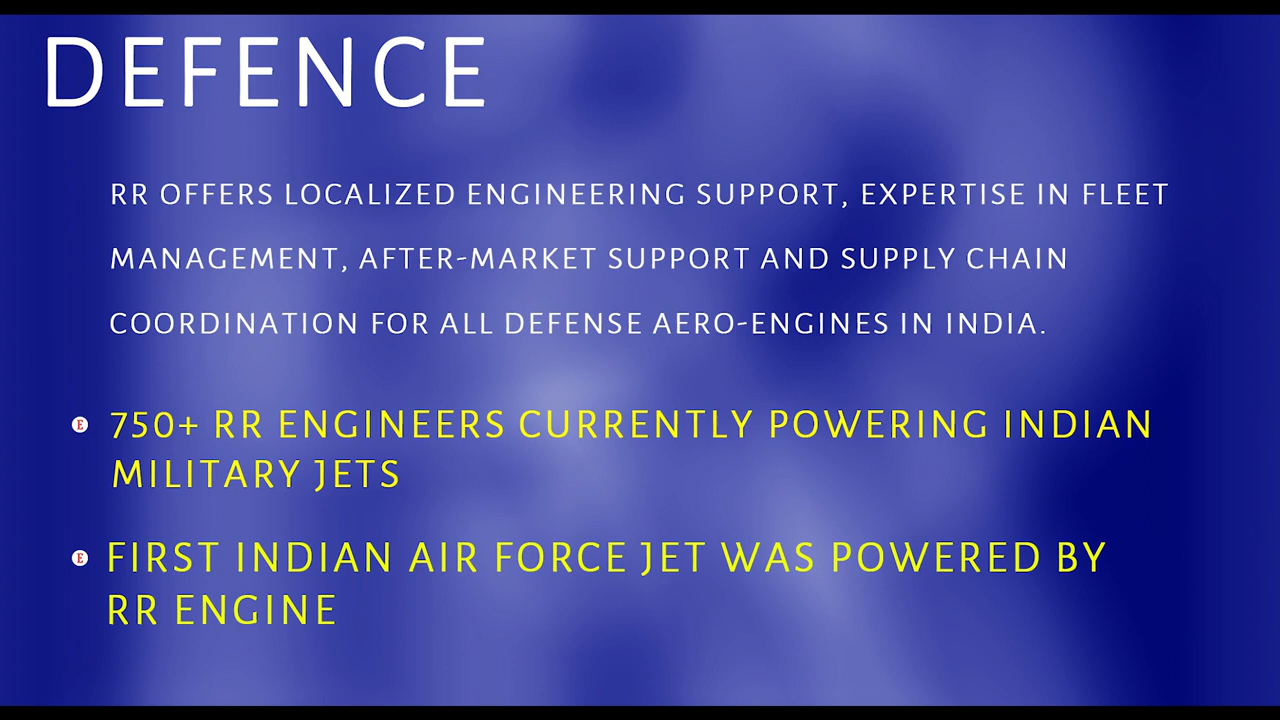 DEFENCE
RR OFFERS LOCALIZED ENGINEERING SUPPORT, EXPERTISE IN FLEET
MANAGEMENT, AFTER-MARKET SUPPORT AND SUPPLY CHAIN
COORDINATION FOR ALL DEFENSE AERO-ENGINES IN INDIA.
E 750+ RR ENGINEERS CURRENTLY POWERING INDIAN
MILITARY JETS
E FIRST INDIAN AIR FORCE JET WAS POWERED BY
RR ENGINE